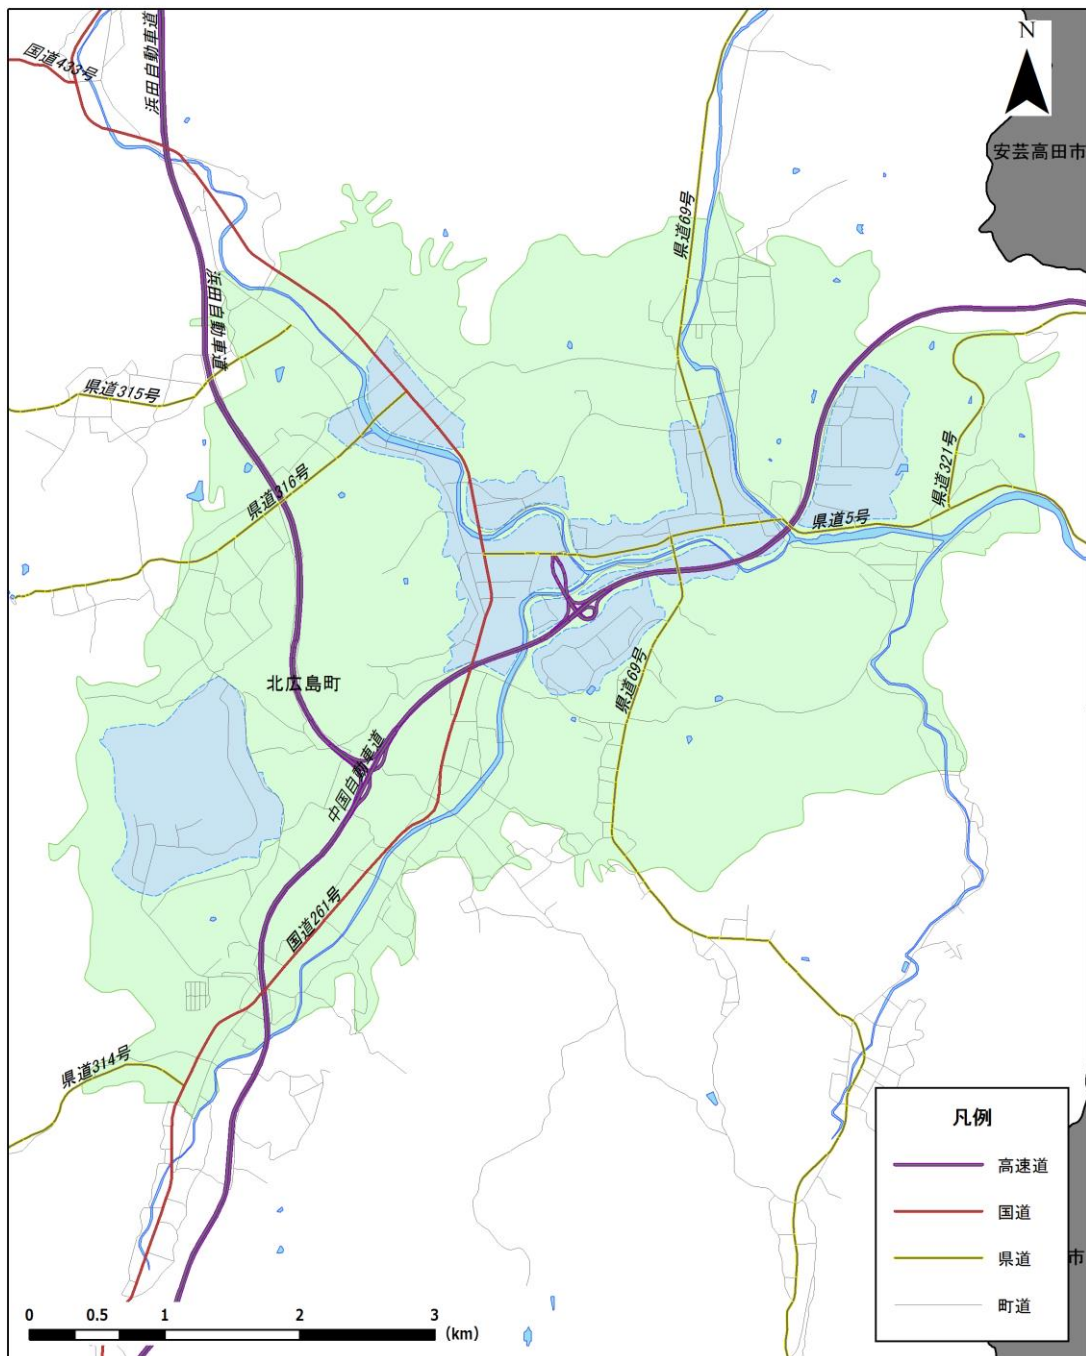 浜田自動車道
国道433号
N
安芸高田市
県道69号
浜田自動車道
県道315号
県道316号
県道321号
県道5号
北広島町
県道69号
中国自動車道
国道261号
県道314号
凡例
高速道
国道
県道
町道
市
0 0.5 1 2 3
(km)